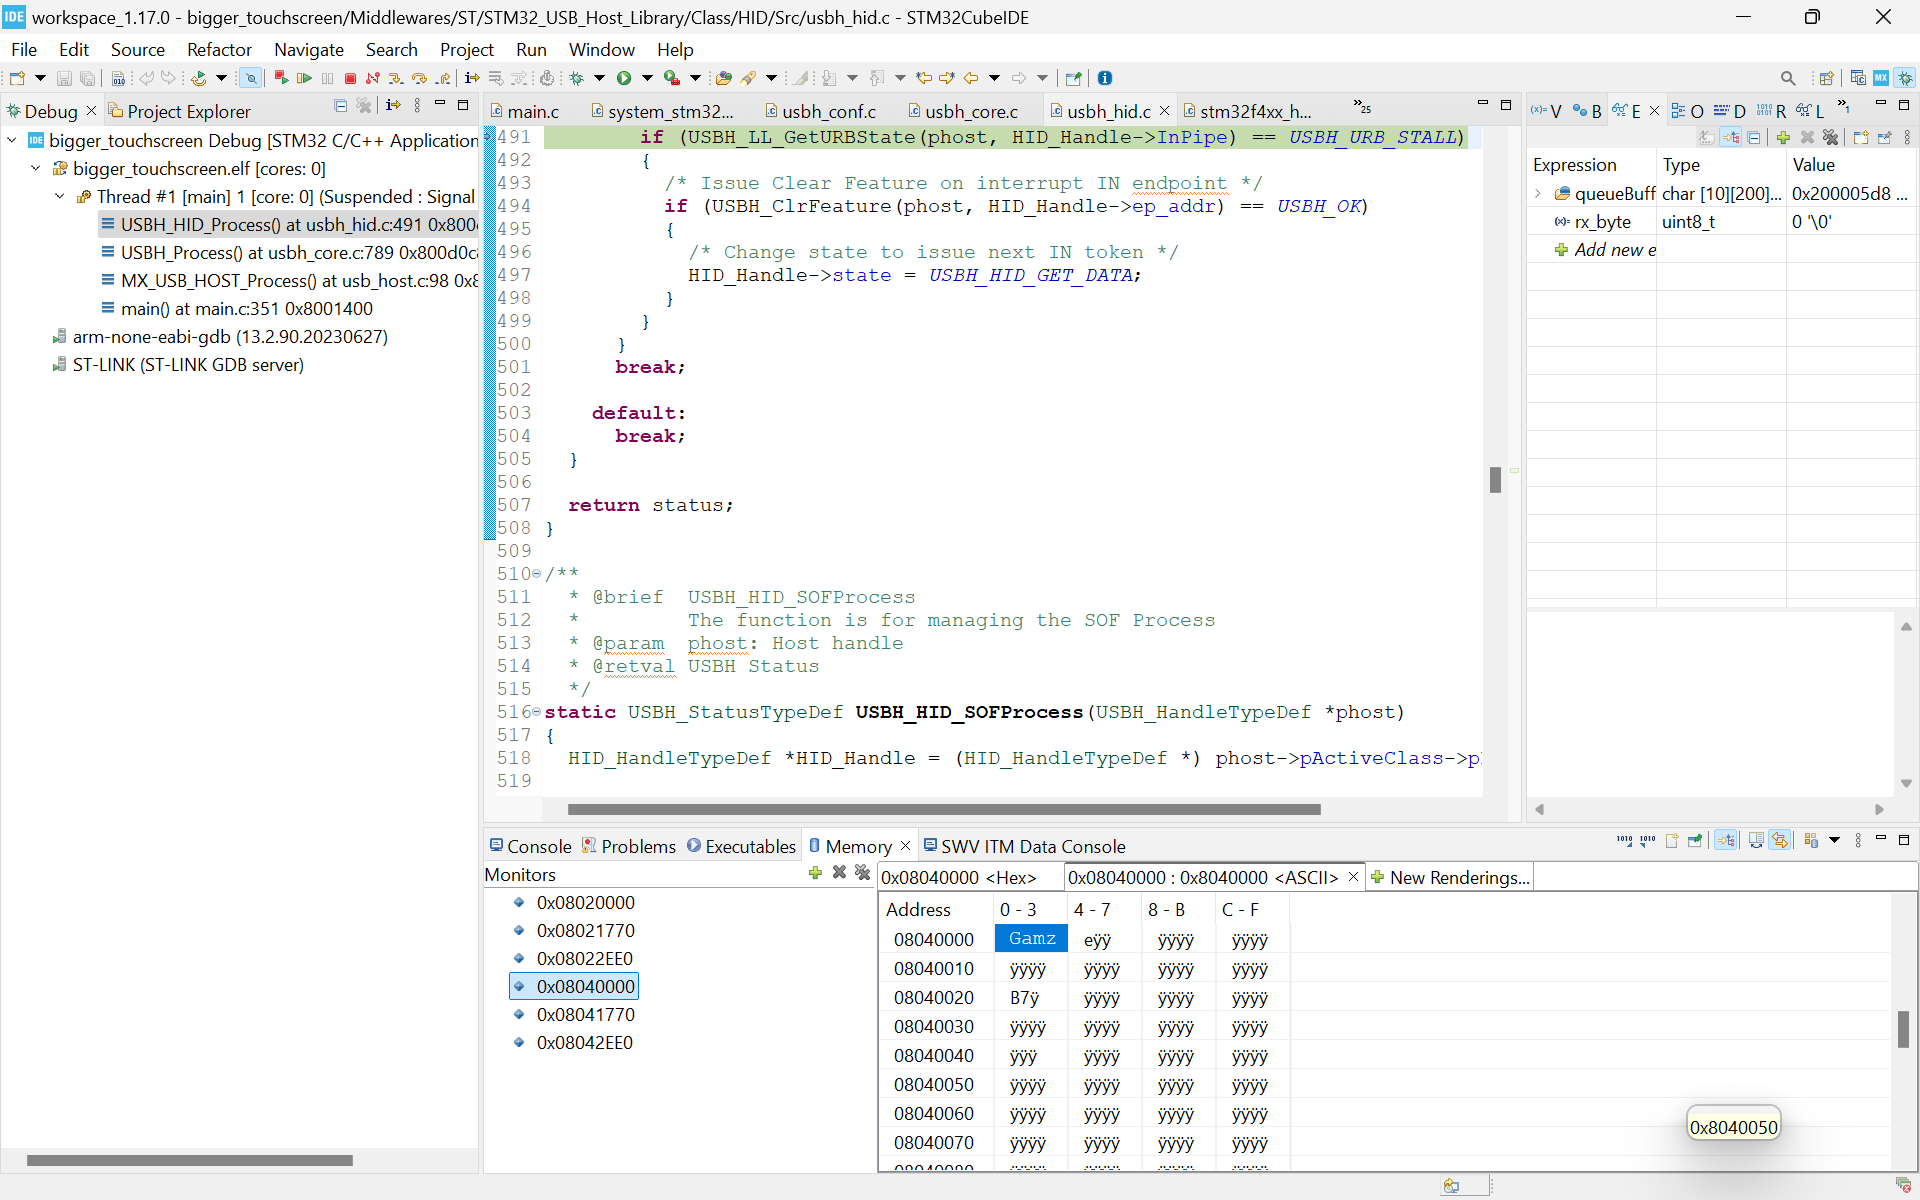 IDE workspace_1.17.0 - bigger_touchscreen/Middlewares/ST/STM32_USB_Host_Library/Class/HID/Src/usbh_hid.c - STM32CubeIDE
File Edit Source Refactor Navigate Search Project Run Window Help
Debug Project Explorer
IDE bigger_touchscreen Debug [STM32 C/C++ Application
bigger_touchscreen.elf [cores: 0]
Thread #1 [main] 1 [core: 0] (Suspended : Signal
USBH_HID_Process() at usbh_hid.c:491 0x800
USBH_Process() at usbh_core.c:789 0x800d0c
MX_USB_HOST_Process() at usb_host.c:98 0x8
main() at main.c:351 0x8001400
arm-none-eabi-gdb (13.2.90.20230627)
ST-LINK (ST-LINK GDB server)
main.c system_stm32... usbh_conf.c usbh_core.c usbh_hid.c stm32f4xx_h... »25
491 if (USBH_LL_GetURBState(phost, HID_Handle->InPipe) == USBH_URB_STALL)
492 {
493 /* Issue Clear Feature on interrupt IN endpoint */
494 if (USBH_ClrFeature(phost, HID_Handle->ep_addr) == USBH_OK)
495 {
496 /* Change state to issue next IN token */
497 HID_Handle->state = USBH_HID_GET_DATA;
498 }
499 }
500 }
501 break;
502
503 default:
504 break;
505 }
506
507 return status;
508 }
509
510 /**
511 * @brief USBH_HID_SOFProcess
512 * The function is for managing the SOF Process
513 * @param phost: Host handle
514 * @retval USBH Status
515 */
516 static USBH_StatusTypeDef USBH_HID_SOFProcess(USBH_HandleTypeDef *phost)
517 {
518 HID_HandleTypeDef *HID_Handle = (HID_HandleTypeDef *) phost->pActiveClass->p
519
(x)= V B E O D R L »1
Expression Type Value
queueBuff char [10][200]... 0x200005d8 ...
(x)= rx_byte uint8_t 0 '\0'
Add new e
Console Problems Executables Memory SWV ITM Data Console
Monitors
0x08020000
0x08021770
0x08022EE0
0x08040000
0x08041770
0x08042EE0
0x08040000 <Hex> 0x08040000 : 0x8040000 <ASCII> New Renderings...
Address 0 - 3 4 - 7 8 - B C - F
08040000 Gamz eÿÿ ÿÿÿÿ ÿÿÿÿ
08040010 ÿÿÿÿ ÿÿÿÿ ÿÿÿÿ ÿÿÿÿ
08040020 B7ÿ ÿÿÿÿ ÿÿÿÿ ÿÿÿÿ
08040030 ÿÿÿÿ ÿÿÿÿ ÿÿÿÿ ÿÿÿÿ
08040040 ÿÿÿ ÿÿÿÿ ÿÿÿÿ ÿÿÿÿ
08040050 ÿÿÿÿ ÿÿÿÿ ÿÿÿÿ ÿÿÿÿ
08040060 ÿÿÿÿ ÿÿÿÿ ÿÿÿÿ ÿÿÿÿ
08040070 ÿÿÿÿ ÿÿÿÿ ÿÿÿÿ ÿÿÿÿ
0x8040050